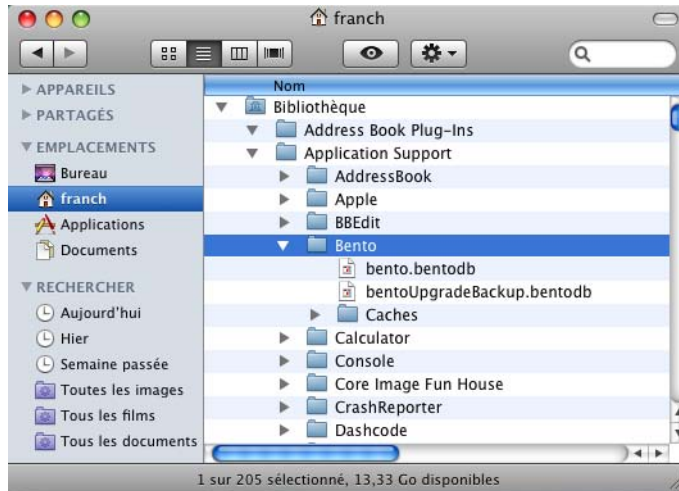 franch
APPAREILS
PARTAGÉS
EMPLACEMENTS
Bureau
franch
Applications
Documents
RECHERCHER
Aujourd'hui
Hier
Semaine passée
Toutes les images
Tous les films
Tous les documents
Nom
Bibliothèque
Address Book Plug-Ins
Application Support
AddressBook
Apple
BBEdit
Bento
bento.bentodb
bentoUpgradeBackup.bentodb
Caches
Calculator
Console
Core Image Fun House
CrashReporter
Dashcode
1 sur 205 sélectionné, 13,33 Go disponibles